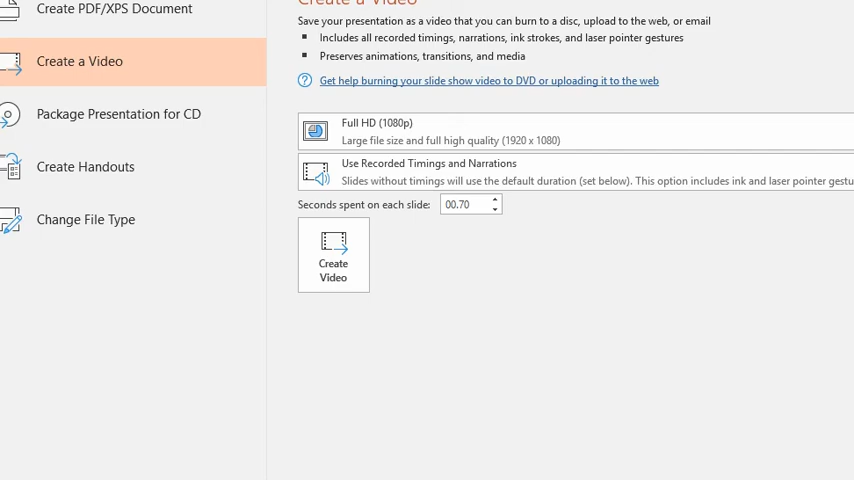 Create PDF/XPS Document
Create a Video
Package Presentation for CD
Create Handouts
Change File Type
Create a Video
Save your presentation as a video that you can burn to a disc, upload to the web, or email
Includes all recorded timings, narrations, ink strokes, and laser pointer gestures
Preserves animations, transitions, and media
Get help burning your slide show video to DVD or uploading it to the web
Full HD (1080p)
Large file size and full high quality (1920 x 1080)
Use Recorded Timings and Narrations
Slides without timings will use the default duration (set below). This option includes ink and laser pointer gestu
Seconds spent on each slide: 00.70
Create
Video